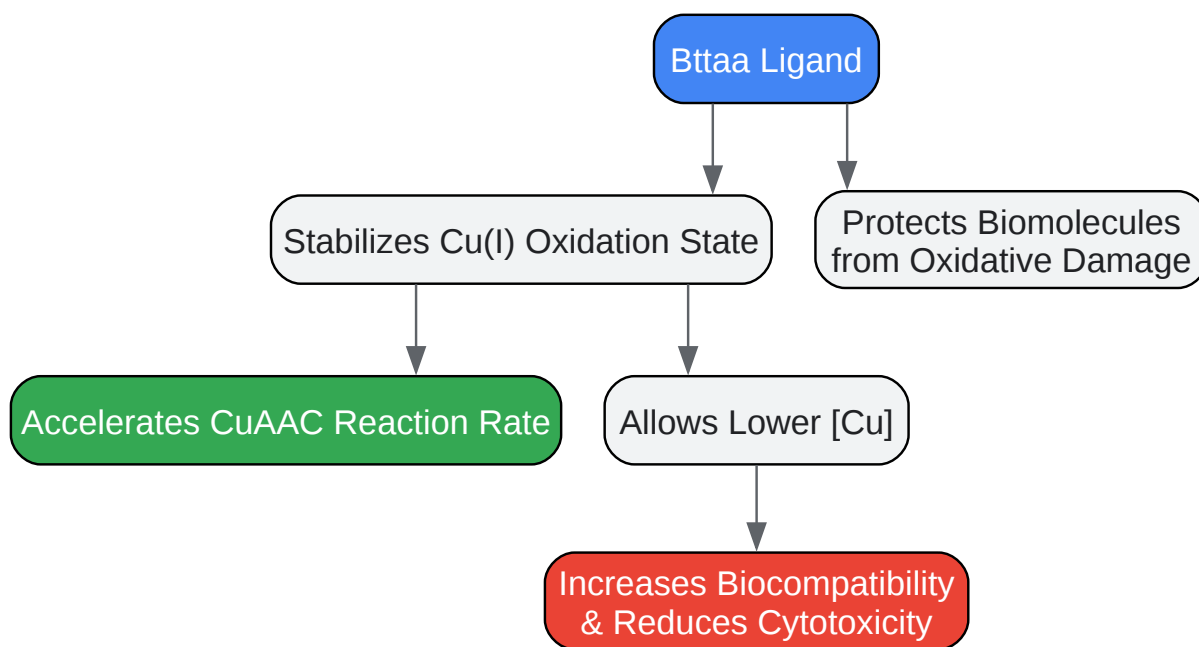 Bttaa Ligand
Stabilizes Cu(I) Oxidation State
Protects Biomolecules
from Oxidative Damage
Accelerates CuAAC Reaction Rate
Allows Lower [Cu]
Increases Biocompatibility
& Reduces Cytotoxicity